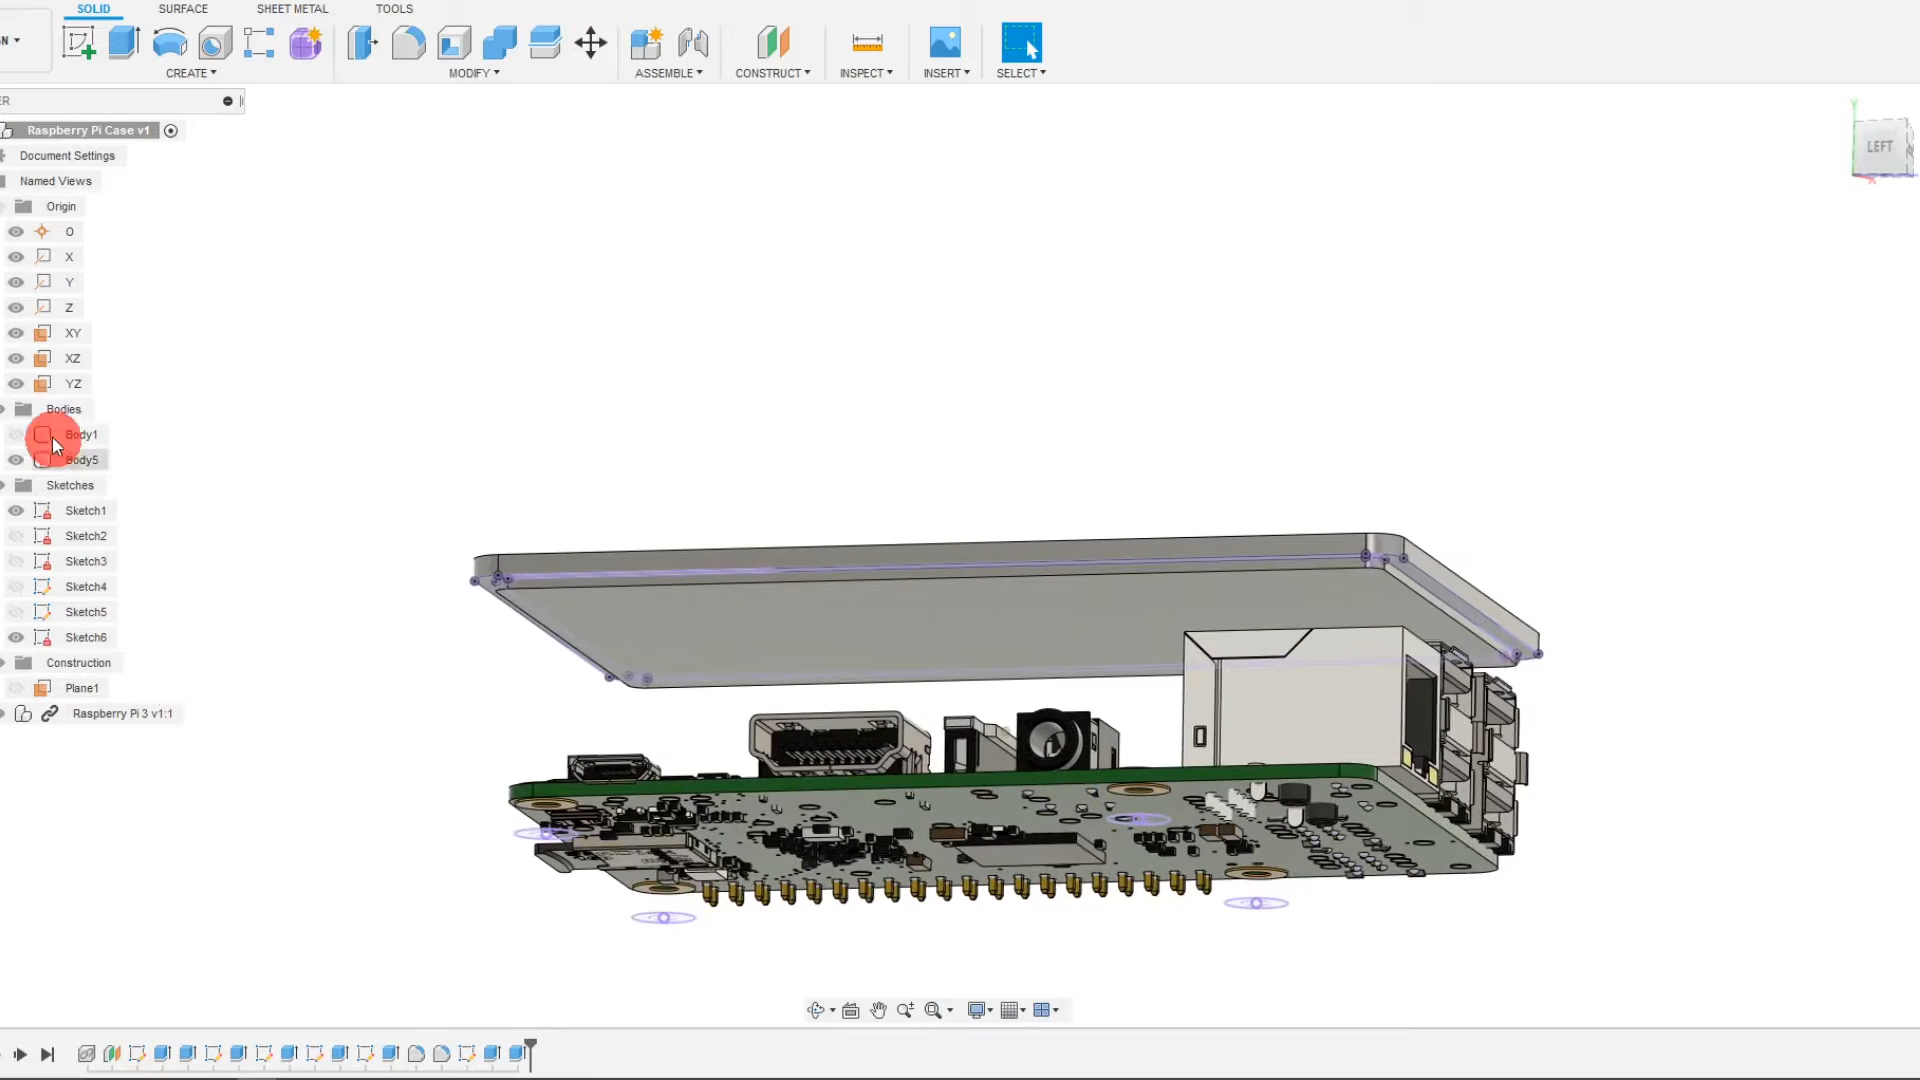 SOLID SURFACE SHEET METAL TOOLS
N
CREATE MODIFY ASSEMBLE CONSTRUCT INSPECT INSERT SELECT
ER
Raspberry Pi Case v1
Document Settings
Named Views
Origin
O
X
Y
Z
XY
XZ
YZ
Bodies
Body1
Body5
Sketches
Sketch1
Sketch2
Sketch3
Sketch4
Sketch5
Sketch6
Construction
Plane1
Raspberry Pi 3 v1:1
Y
LEFT
X